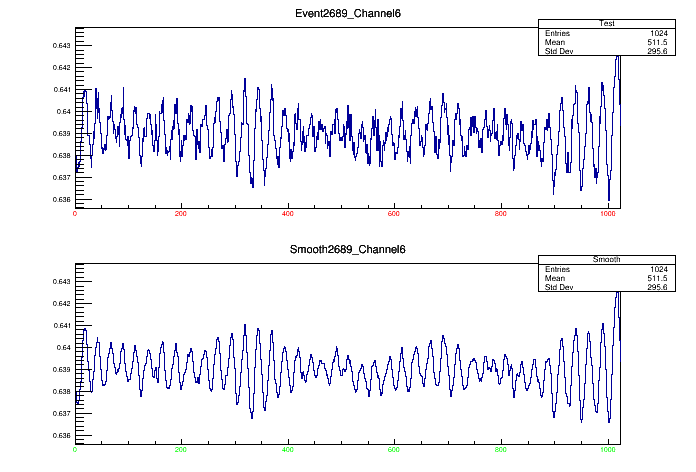 Event2689_Channel6
Test
Entries 1024
Mean 511.5
Std Dev 295.6
0.643
0.642
0.641
0.64
0.639
0.638
0.637
0.636
0 200 400 600 800 1000
Smooth2689_Channel6
Smooth
Entries 1024
Mean 511.5
Std Dev 295.6
0.643
0.642
0.641
0.64
0.639
0.638
0.637
0.636
0 200 400 600 800 1000